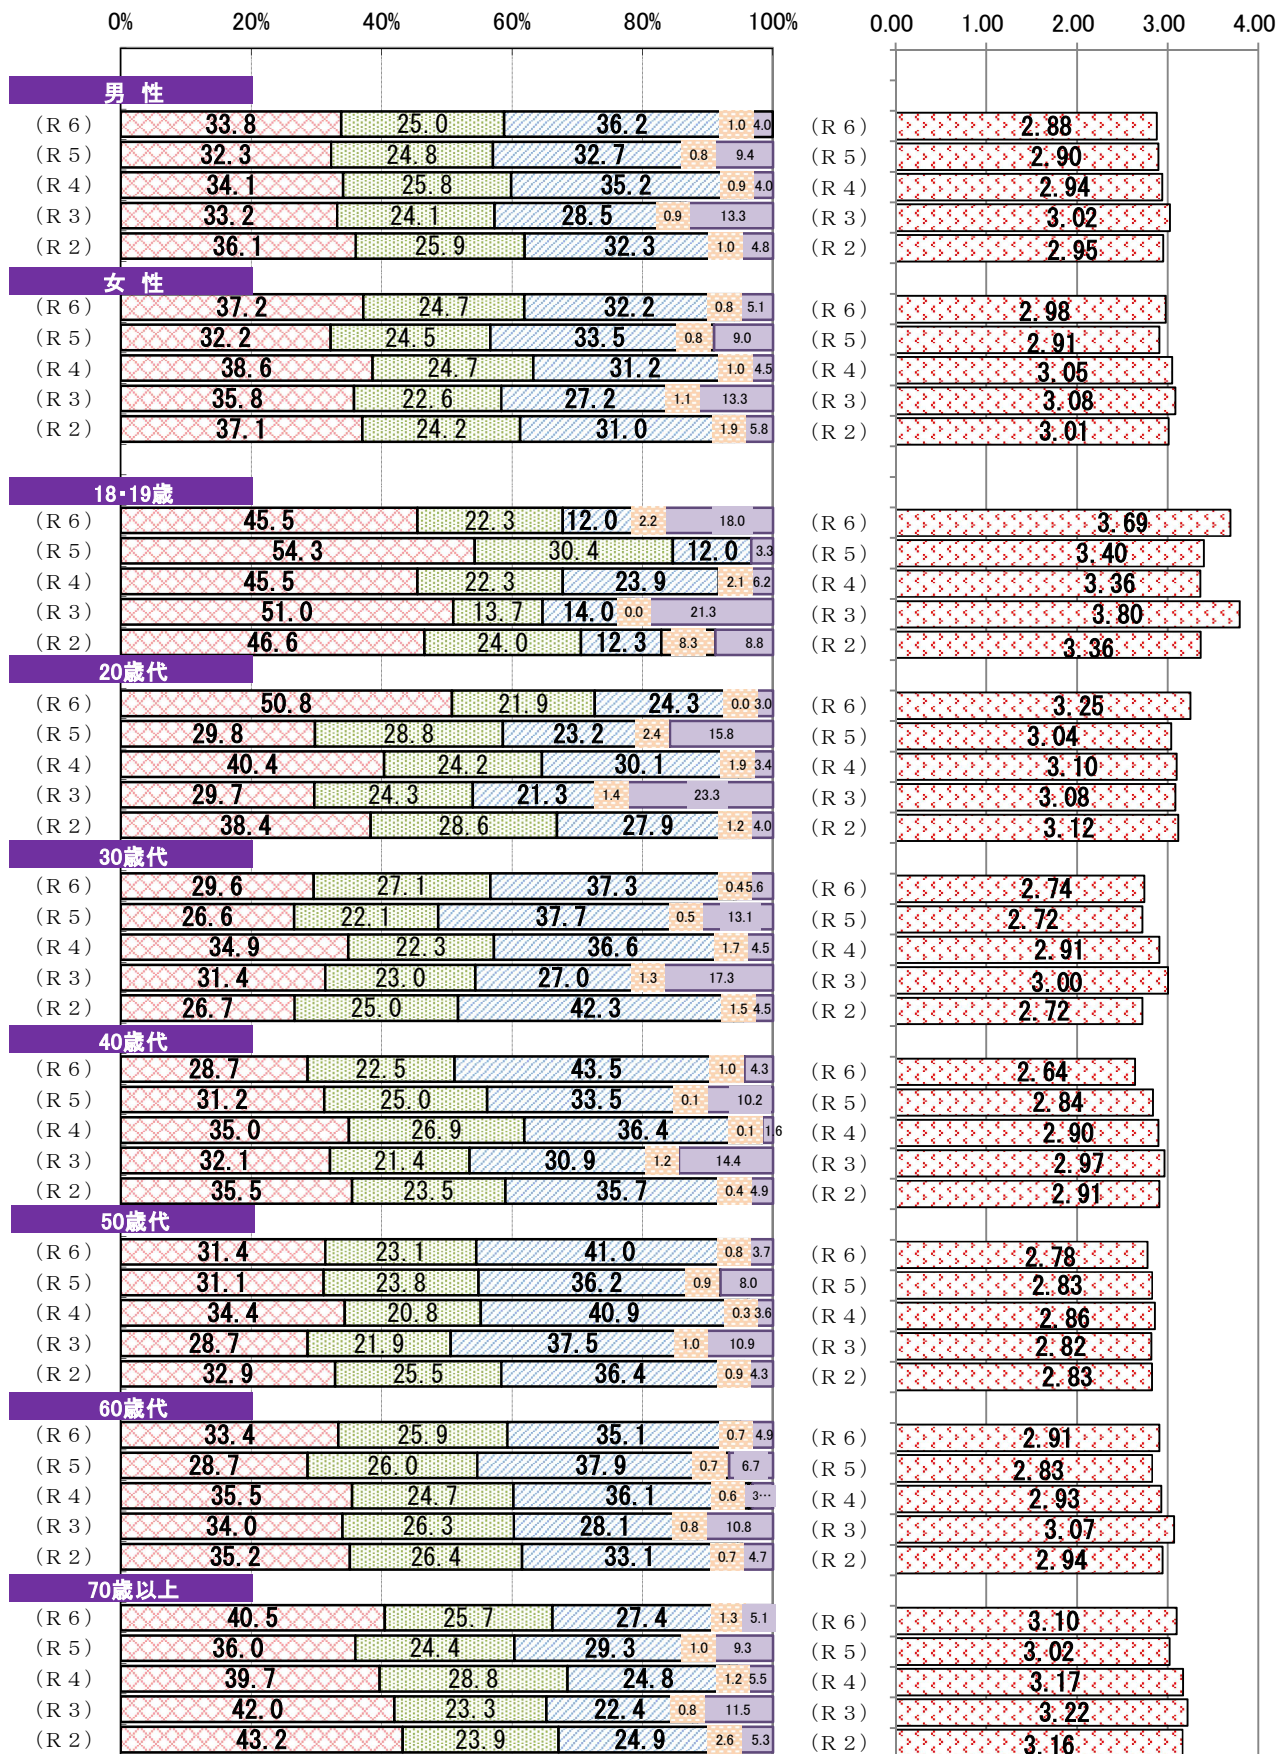 0% 20% 40% 60% 80% 100% 0.00 1.00 2.00 3.00 4.00
男 性
(R 6) 33.8 25.0 36.2 1.0 4.0 (R 6) 2.88
(R 5) 32.3 24.8 32.7 0.8 9.4 (R 5) 2.90
(R 4) 34.1 25.8 35.2 0.9 4.0 (R 4) 2.94
(R 3) 33.2 24.1 28.5 0.9 13.3 (R 3) 3.02
(R 2) 36.1 25.9 32.3 1.0 4.8 (R 2) 2.95
女 性
(R 6) 37.2 24.7 32.2 0.8 5.1 (R 6) 2.98
(R 5) 32.2 24.5 33.5 0.8 9.0 (R 5) 2.91
(R 4) 38.6 24.7 31.2 1.0 4.5 (R 4) 3.05
(R 3) 35.8 22.6 27.2 1.1 13.3 (R 3) 3.08
(R 2) 37.1 24.2 31.0 1.9 5.8 (R 2) 3.01
18・19歳
(R 6) 45.5 22.3 12.0 2.2 18.0 (R 6) 3.69
(R 5) 54.3 30.4 12.0 3.3 (R 5) 3.40
(R 4) 45.5 22.3 23.9 2.1 6.2 (R 4) 3.36
(R 3) 51.0 13.7 14.0 0.0 21.3 (R 3) 3.80
(R 2) 46.6 24.0 12.3 8.3 8.8 (R 2) 3.36
20歳代
(R 6) 50.8 21.9 24.3 0.0 3.0 (R 6) 3.25
(R 5) 29.8 28.8 23.2 2.4 15.8 (R 5) 3.04
(R 4) 40.4 24.2 30.1 1.9 3.4 (R 4) 3.10
(R 3) 29.7 24.3 21.3 1.4 23.3 (R 3) 3.08
(R 2) 38.4 28.6 27.9 1.2 4.0 (R 2) 3.12
30歳代
(R 6) 29.6 27.1 37.3 0.4 5.6 (R 6) 2.74
(R 5) 26.6 22.1 37.7 0.5 13.1 (R 5) 2.72
(R 4) 34.9 22.3 36.6 1.7 4.5 (R 4) 2.91
(R 3) 31.4 23.0 27.0 1.3 17.3 (R 3) 3.00
(R 2) 26.7 25.0 42.3 1.5 4.5 (R 2) 2.72
40歳代
(R 6) 28.7 22.5 43.5 1.0 4.3 (R 6) 2.64
(R 5) 31.2 25.0 33.5 0.1 10.2 (R 5) 2.84
(R 4) 35.0 26.9 36.4 0.1 1.6 (R 4) 2.90
(R 3) 32.1 21.4 30.9 1.2 14.4 (R 3) 2.97
(R 2) 35.5 23.5 35.7 0.4 4.9 (R 2) 2.91
50歳代
(R 6) 31.4 23.1 41.0 0.8 3.7 (R 6) 2.78
(R 5) 31.1 23.8 36.2 0.9 8.0 (R 5) 2.83
(R 4) 34.4 20.8 40.9 0.3 3.6 (R 4) 2.86
(R 3) 28.7 21.9 37.5 1.0 10.9 (R 3) 2.82
(R 2) 32.9 25.5 36.4 0.9 4.3 (R 2) 2.83
60歳代
(R 6) 33.4 25.9 35.1 0.7 4.9 (R 6) 2.91
(R 5) 28.7 26.0 37.9 0.7 6.7 (R 5) 2.83
(R 4) 35.5 24.7 36.1 0.6 3… (R 4) 2.93
(R 3) 34.0 26.3 28.1 0.8 10.8 (R 3) 3.07
(R 2) 35.2 26.4 33.1 0.7 4.7 (R 2) 2.94
70歳以上
(R 6) 40.5 25.7 27.4 1.3 5.1 (R 6) 3.10
(R 5) 36.0 24.4 29.3 1.0 9.3 (R 5) 3.02
(R 4) 39.7 28.8 24.8 1.2 5.5 (R 4) 3.17
(R 3) 42.0 23.3 22.4 0.8 11.5 (R 3) 3.22
(R 2) 43.2 23.9 24.9 2.6 5.3 (R 2) 3.16